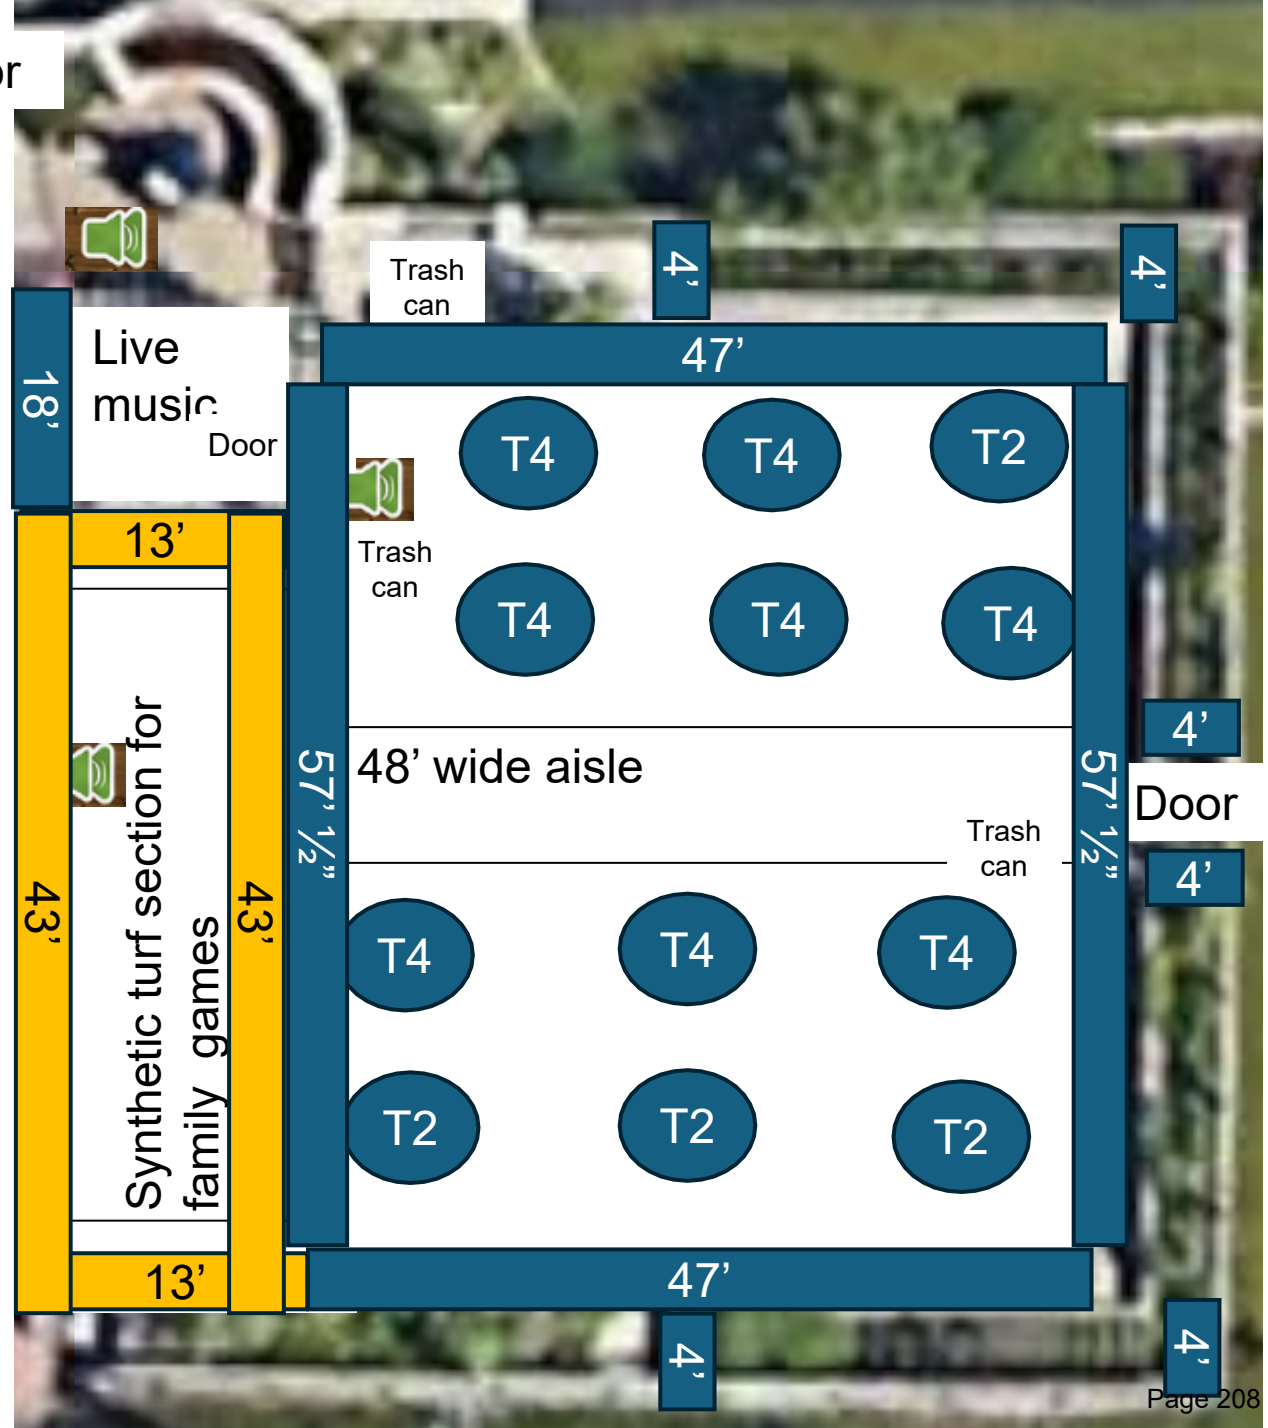 or
Trash
can
4’
4’
Live
music
18’
Door
47’
T4
T4
T2
Trash
can
13’
T4
T4
T4
4’
48’ wide aisle
57’ ½”
57’ ½”
Door
Trash
can
4’
43’
Synthetic turf section for
family games
43’
T4
T4
T4
T2
T2
T2
13’
47’
4’
4’
Page 208